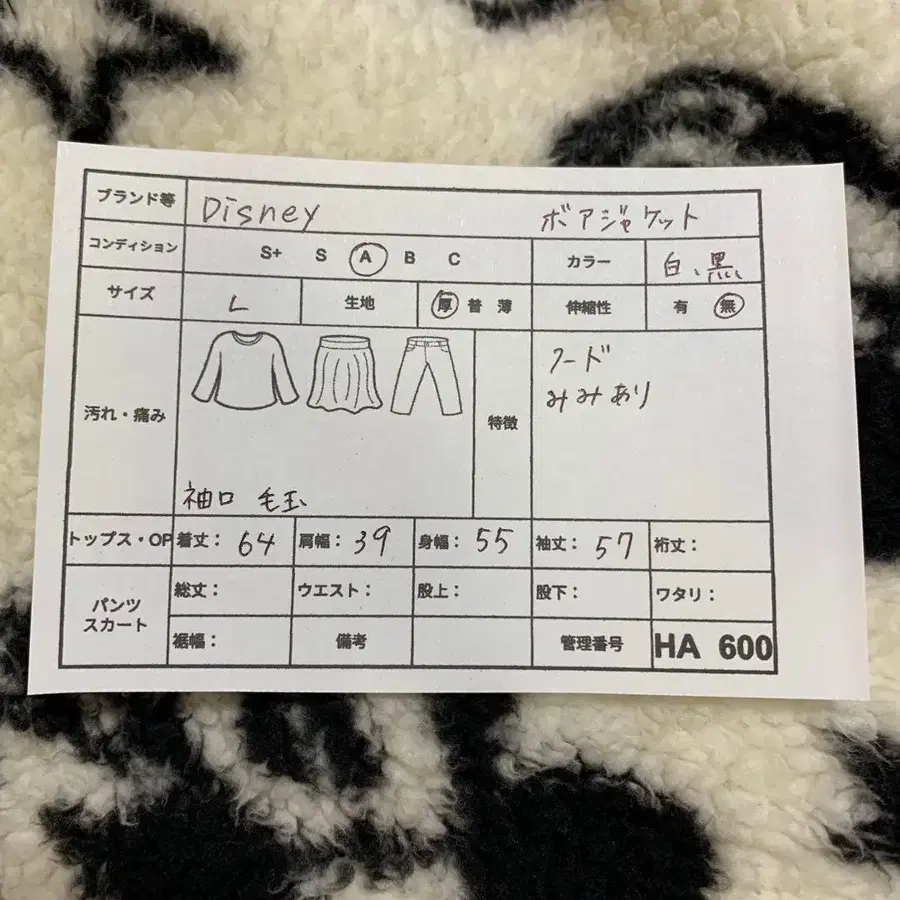 ブランド等 Disney ボアジャケット
コンディション S+ S A B C カラー 白、黒
サイズ L 生地 厚 普 薄 伸縮性 有 無
汚れ・痛み 特徴 フード
みみあり
袖口 毛玉
トップス・OP 着丈: 64 肩幅: 39 身幅: 55 袖丈: 57 裄丈:
パンツ スカート 総丈: ウエスト: 股上: 股下: ワタリ:
裾幅: 備考 管理番号 HA 600